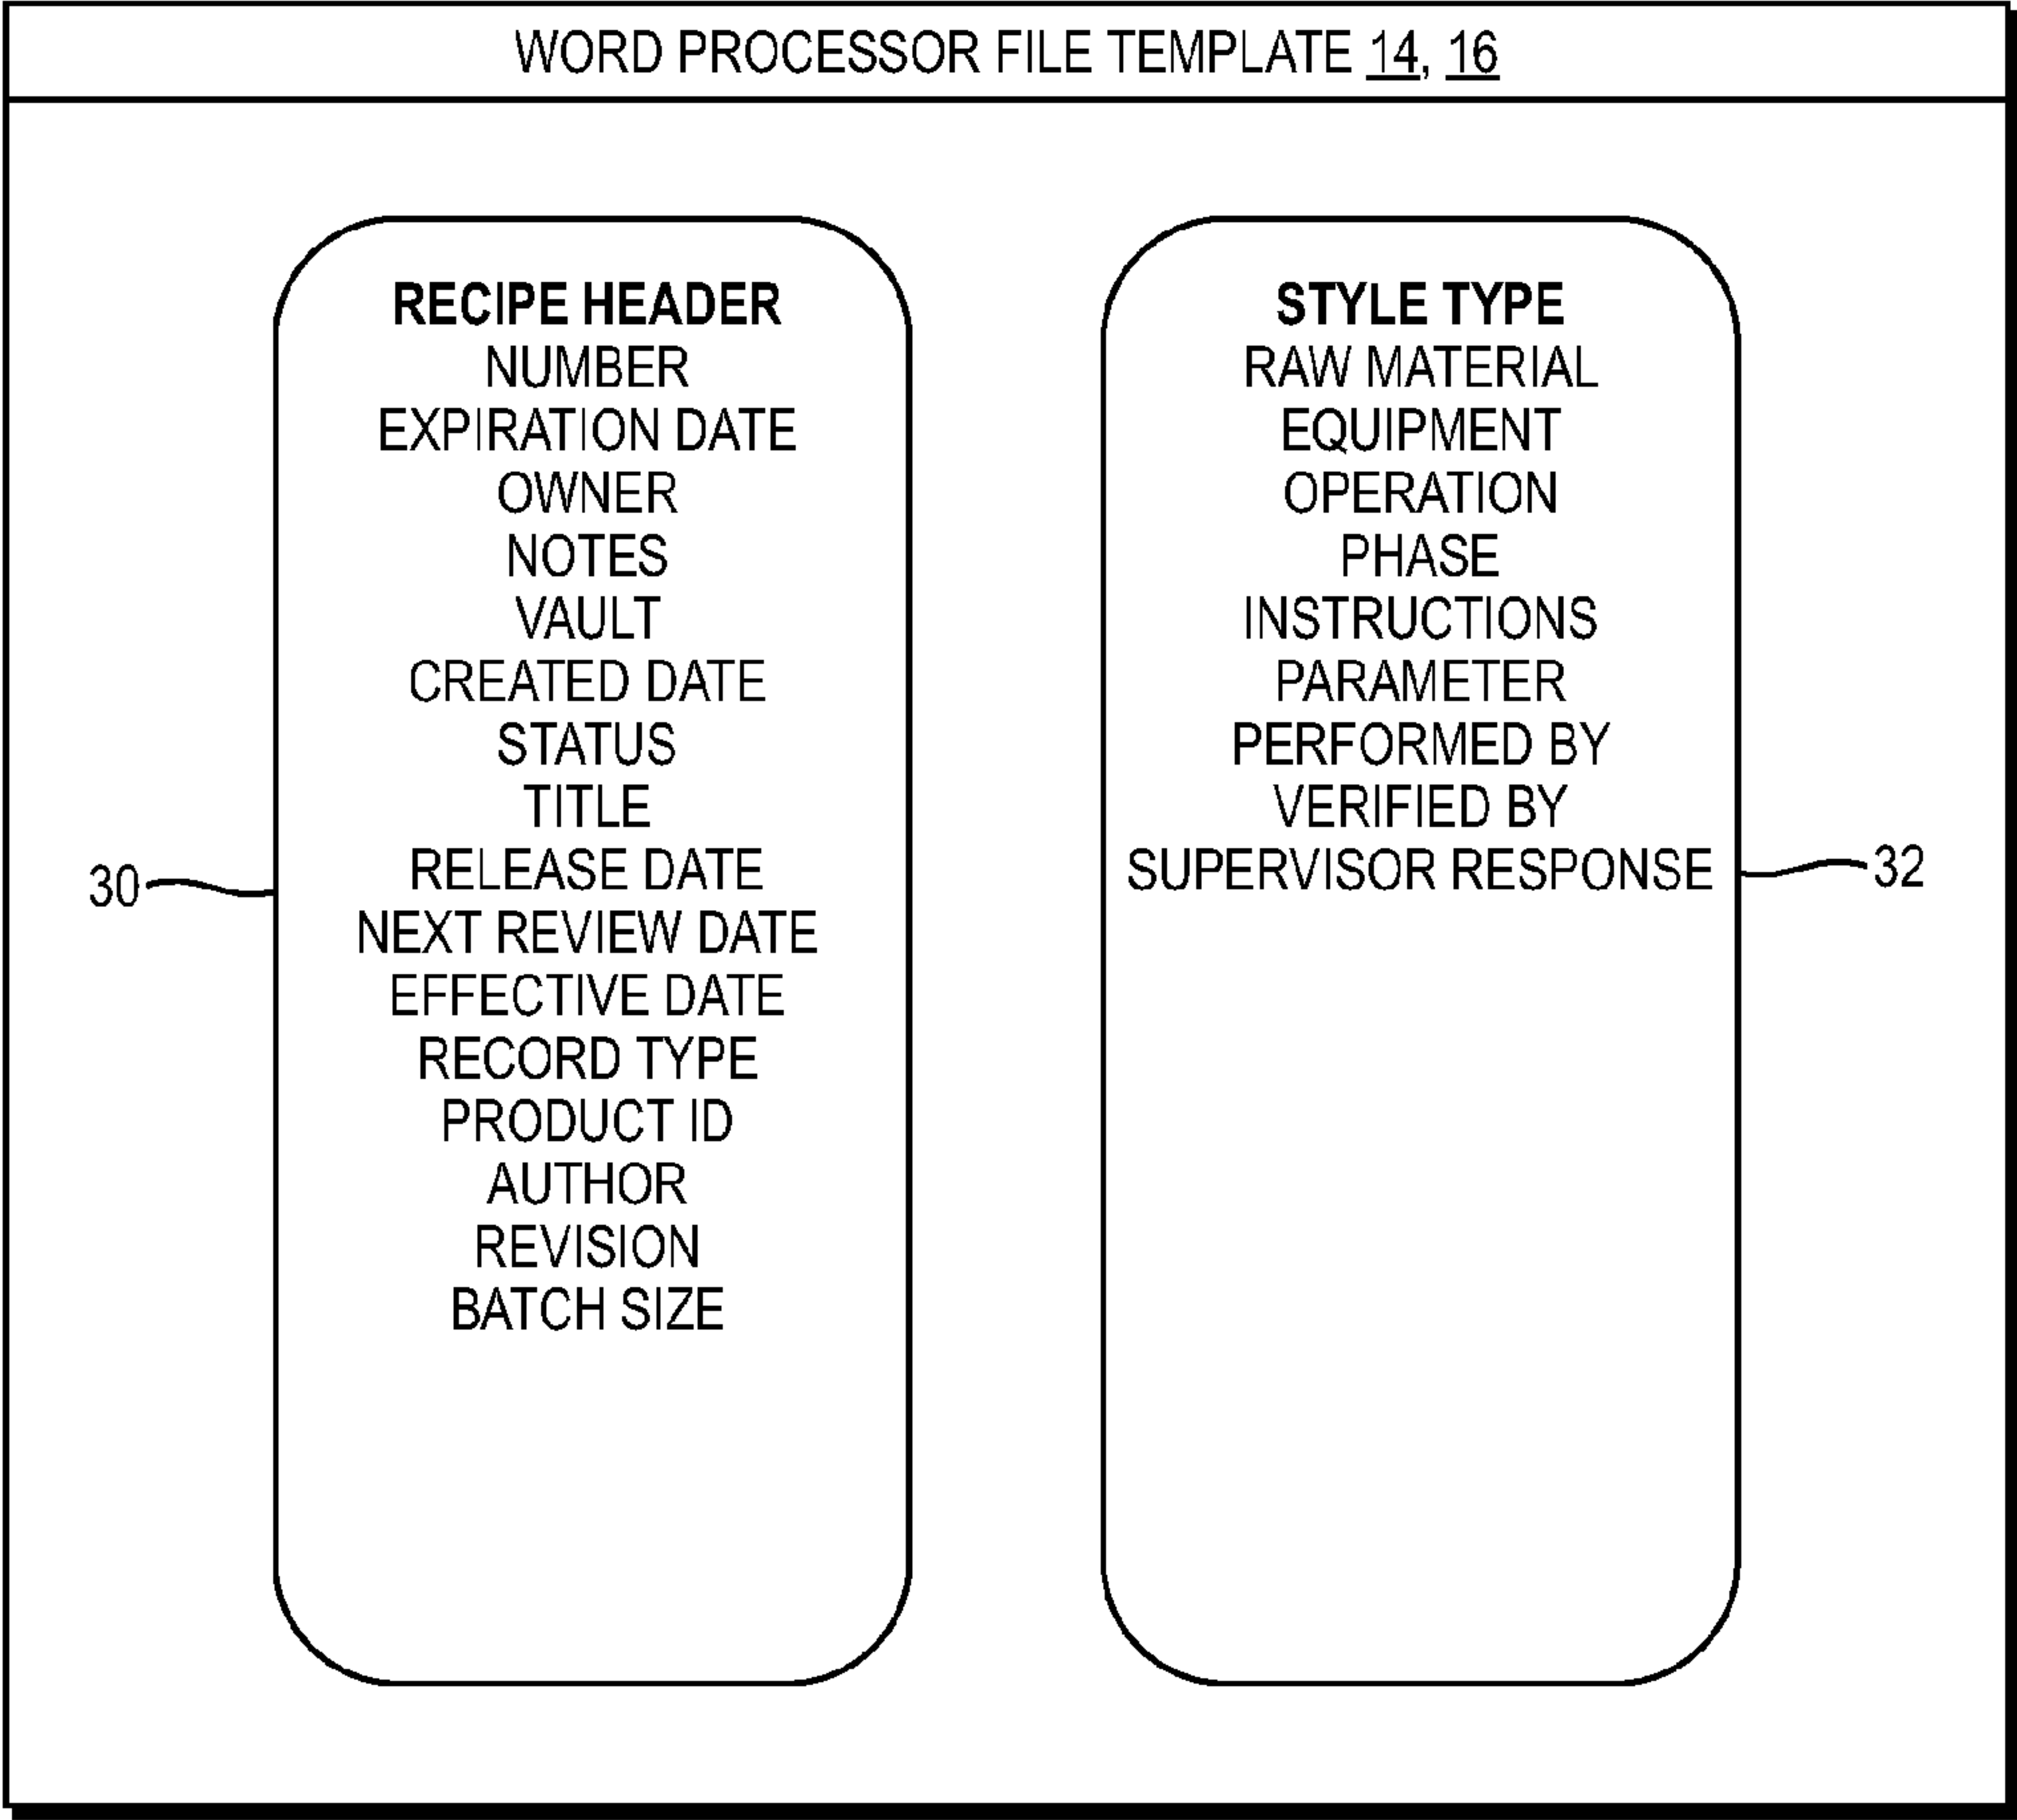 WORD PROCESSOR FILE TEMPLATE 14, 16
RECIPE HEADER
NUMBER
EXPIRATION DATE
OWNER
NOTES
VAULT
CREATED DATE
STATUS
TITLE
RELEASE DATE
NEXT REVIEW DATE
EFFECTIVE DATE
RECORD TYPE
PRODUCT ID
AUTHOR
REVISION
BATCH SIZE
30
STYLE TYPE
RAW MATERIAL
EQUIPMENT
OPERATION
PHASE
INSTRUCTIONS
PARAMETER
PERFORMED BY
VERIFIED BY
SUPERVISOR RESPONSE
32